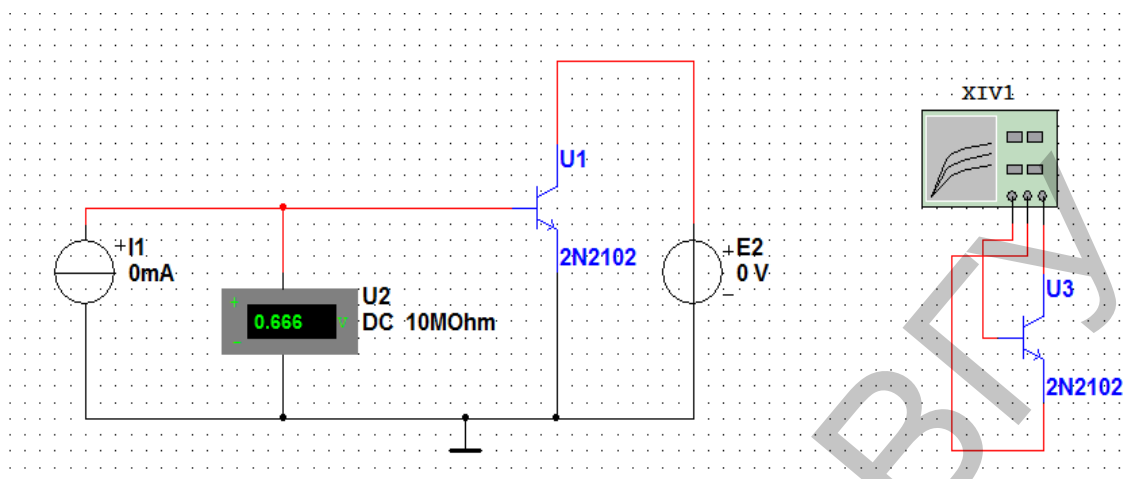 XIV1
U1
+I1
0mA
2N2102
+E2
0 V
U2
DC 10MOhm
+
0.666 V
U3
2N2102
ВГУ